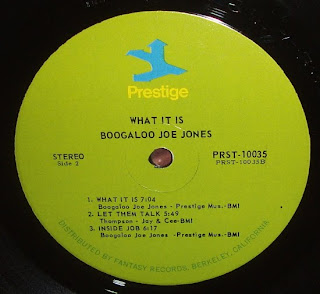 Prestige
WHAT IT IS
BOOGALOO JOE JONES
STEREO PRST-10035
Side 2 PRST-10035B
1. WHAT IT IS 7:04
Boogaloo Joe Jones - Prestige Mus.-BMI
2. LET THEM TALK 5:49
Thompson - Jay & Cee-BMI
3. INSIDE JOB 6:17
Boogaloo Joe Jones -Prestige Mus.-BMI
DISTRIBUTED BY FANTASY RECORDS, BERKELEY, CALIFORNIA